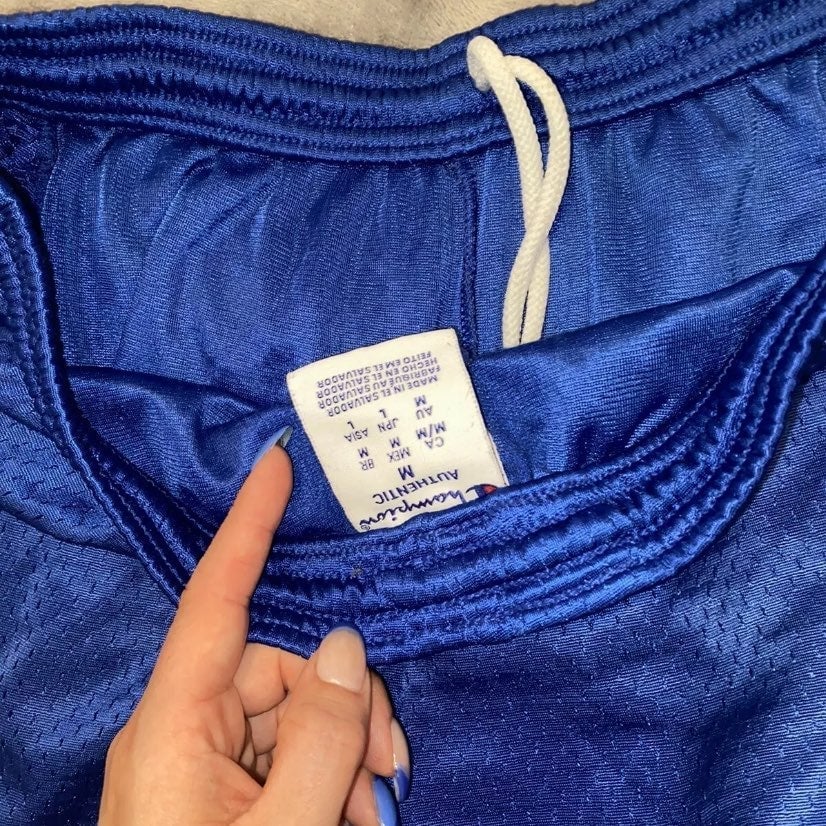 Champion®
AUTHENTIC
M
CA MEX BR
M/M M M
AU JPN ASIA
M L L
MADE IN EL SALVADOR
FABRIQUÉ AU SALVADOR
HECHO EN EL SALVADOR
FEITO EM EL SALVADOR